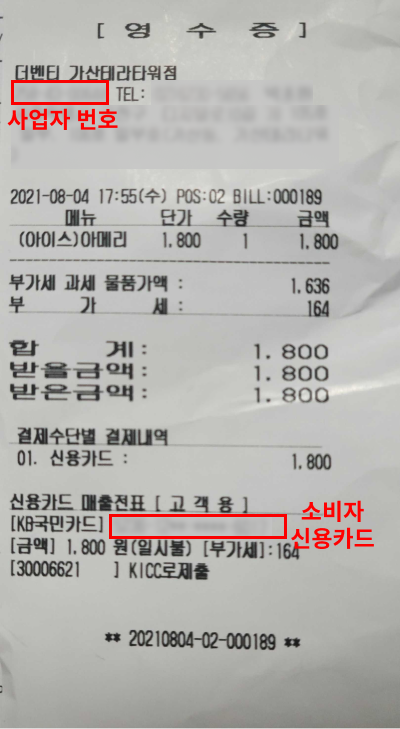 [ 영 수 증 ]
더벤티 가산테라타워점
TEL:
사업자 번호
2021-08-04 17:55(수) POS:02 BILL:000189
메뉴 단가 수량 금액
(아이스)아메리 1,800 1 1,800
부가세 과세 물품가액 : 1,636
부 가 세 : 164
합 계 : 1,800
받을금액 : 1,800
받은금액 : 1,800
결제수단별 결제내역
01. 신용카드 : 1,800
신용카드 매출전표 [ 고객용 ]
소비자
[KB국민카드]
신용카드
[금액] 1,800 원(일시불) [부가세]:164
[30006621 ] KICC로제출
** 20210804-02-000189 **